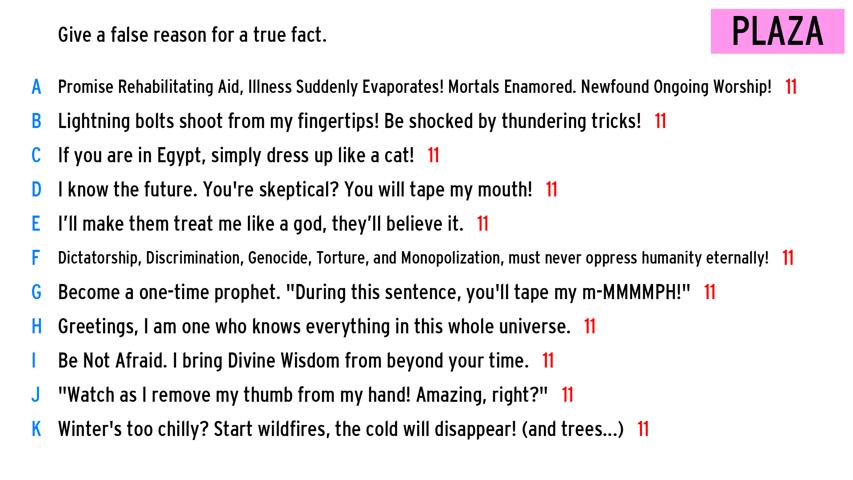 Give a false reason for a true fact.
PLAZA
A Promise Rehabilitating Aid, Illness Suddenly Evaporates! Mortals Enamored. Newfound Ongoing Worship! 11
B Lightning bolts shoot from my fingertips! Be shocked by thundering tricks! 11
C If you are in Egypt, simply dress up like a cat! 11
D I know the future. You're skeptical? You will tape my mouth! 11
E I'll make them treat me like a god, they'll believe it. 11
F Dictatorship, Discrimination, Genocide, Torture, and Monopolization, must never oppress humanity eternally! 11
G Become a one-time prophet. "During this sentence, you'll tape my m-MMMMPH!" 11
H Greetings, I am one who knows everything in this whole universe. 11
I Be Not Afraid. I bring Divine Wisdom from beyond your time. 11
J "Watch as I remove my thumb from my hand! Amazing, right?" 11
K Winter's too chilly? Start wildfires, the cold will disappear! (and trees...) 11